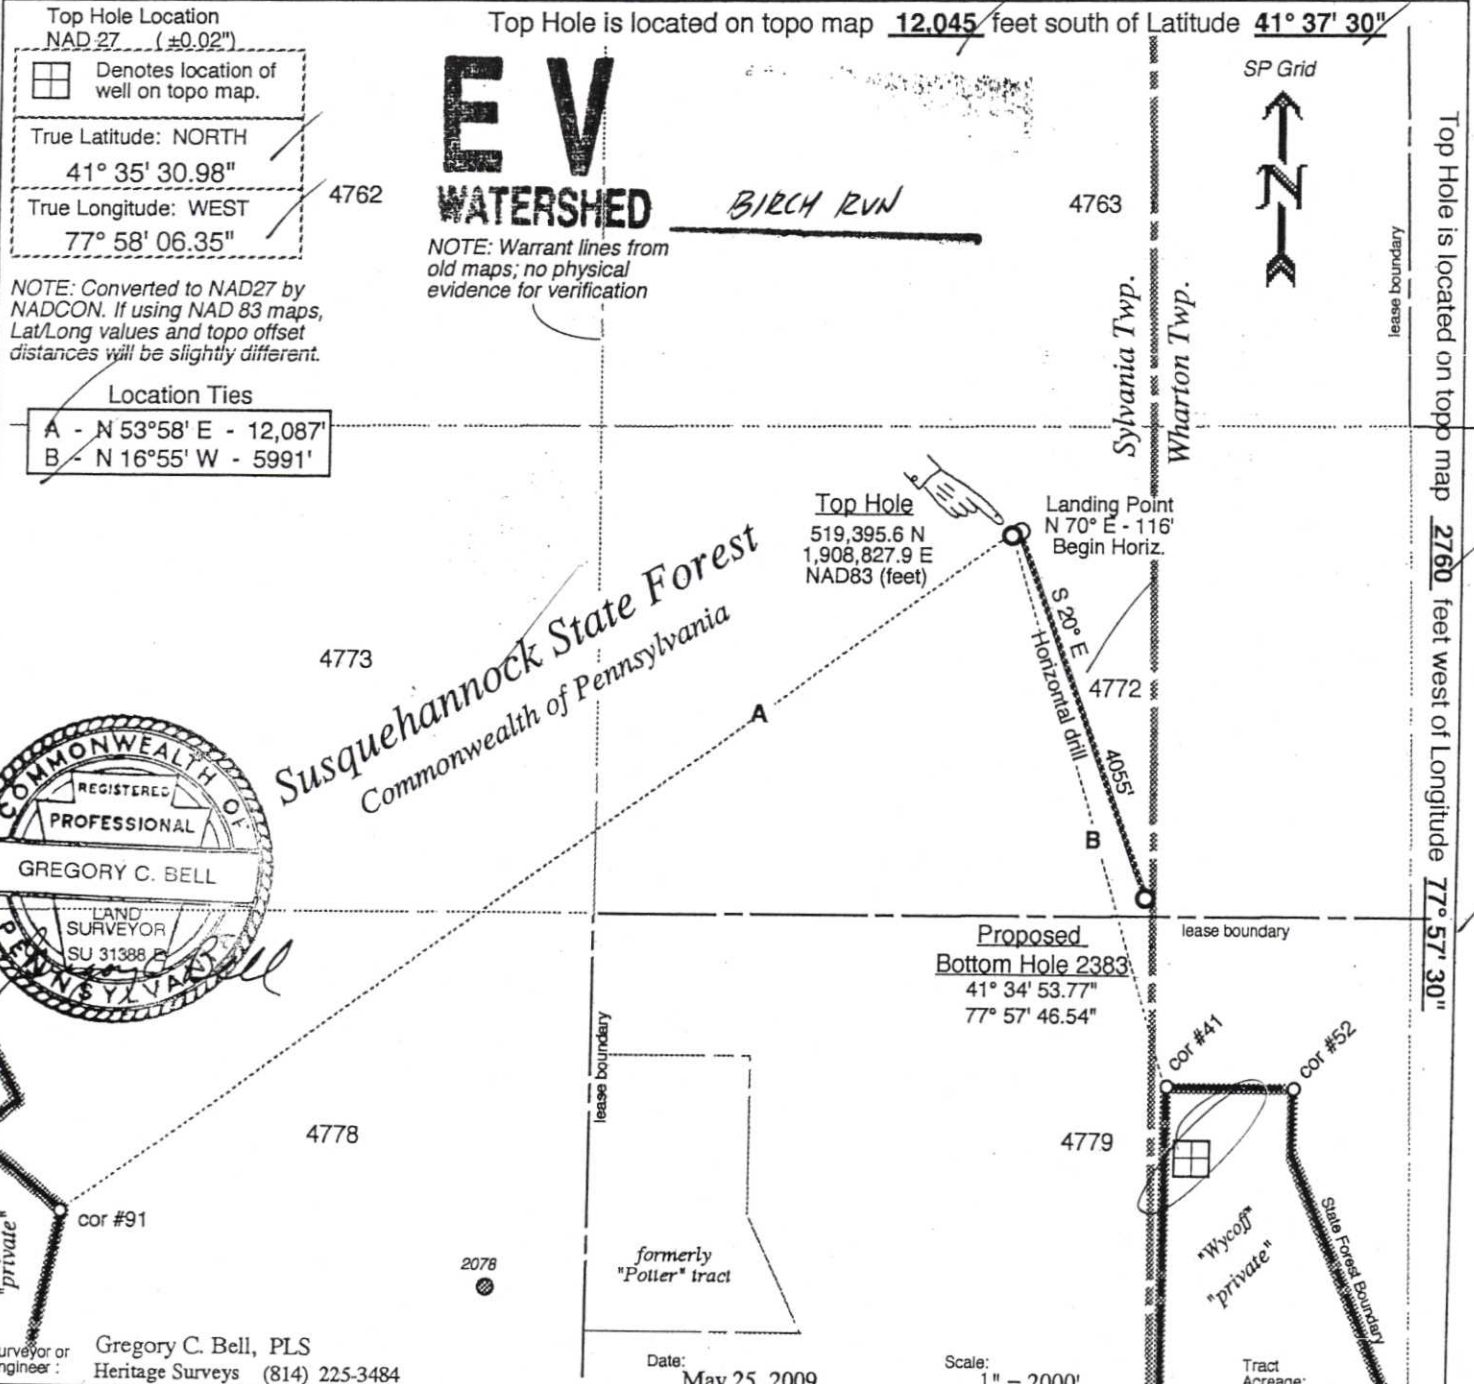 Top Hole Location
NAD 27 (±0.02")
Denotes location of
well on topo map.
True Latitude: NORTH
41° 35' 30.98"
True Longitude: WEST
77° 58' 06.35"
NOTE: Converted to NAD27 by
NADCON. If using NAD 83 maps,
Lat/Long values and topo offset
distances will be slightly different.
Location Ties
A - N 53°58' E - 12,087'
B - N 16°55' W - 5991'
Top Hole is located on topo map 12,045 feet south of Latitude 41° 37' 30"
E V
WATERSHED
BIRCH RUN
NOTE: Warrant lines from
old maps; no physical
evidence for verification
4762
4763
SP Grid
N
lease boundary
Top Hole is located on topo map 2760 feet west of Longitude 77° 57' 30"
Sylvania Twp.
Wharton Twp.
Top Hole
519,395.6 N
1,908,827.9 E
NAD83 (feet)
Landing Point
N 70° E - 116'
Begin Horiz.
S 20° E
Horizontal drill
4055'
4772
4773
Susquehannock State Forest
Commonwealth of Pennsylvania
A
B
COMMONWEALTH OF
REGISTERED
PROFESSIONAL
GREGORY C. BELL
LAND
SURVEYOR
SU 31388
PENNSYLVANIA
Proposed
Bottom Hole 2383
41° 34' 53.77"
77° 57' 46.54"
lease boundary
lease boundary
cor #41
cor #52
4778
4779
cor #91
"private"
2078
formerly
"Potter" tract
"Wycoff"
"private"
State Forest Boundary
urveyor or
ngineer :
Gregory C. Bell, PLS
Heritage Surveys (814) 225-3484
Date:
May 25, 2009
Scale:
1" = 2000'
Tract
Acreage: